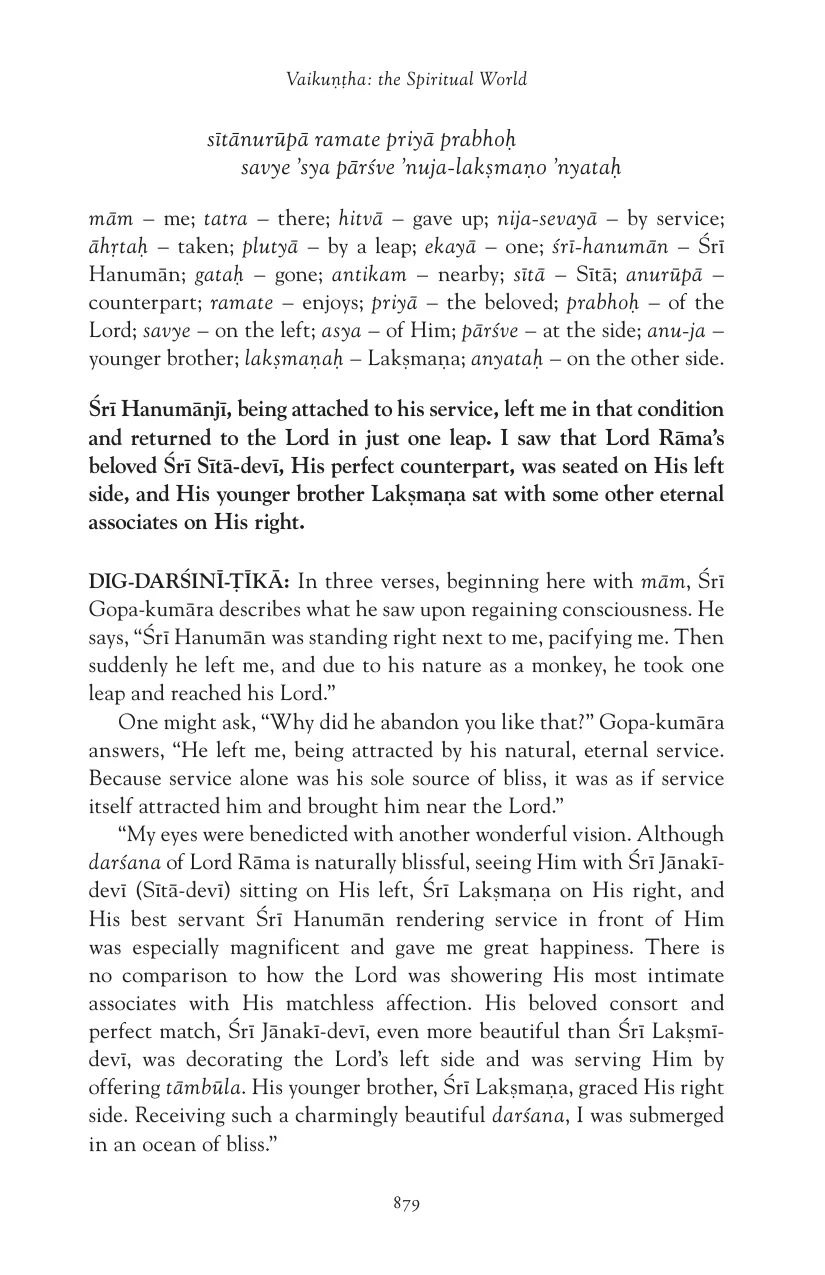 Vaikuṇṭha: the Spiritual World
sītānurūpā ramate priyā prabhoḥ
savye ’sya pārśve ’nuja-lakṣmaṇo ’nyataḥ
mām – me; tatra – there; hitvā – gave up; nija-sevayā – by service;
āhṛtaḥ – taken; plutyā – by a leap; ekayā – one; śrī-hanumān – Śrī
Hanumān; gataḥ – gone; antikam – nearby; sītā – Sītā; anurūpā –
counterpart; ramate – enjoys; priyā – the beloved; prabhoḥ – of the
Lord; savye – on the left; asya – of Him; pārśve – at the side; anu-ja –
younger brother; lakṣmaṇaḥ – Lakṣmaṇa; anyataḥ – on the other side.
Śrī Hanumānjī, being attached to his service, left me in that condition
and returned to the Lord in just one leap. I saw that Lord Rāma’s
beloved Śrī Sītā-devī, His perfect counterpart, was seated on His left
side, and His younger brother Lakṣmaṇa sat with some other eternal
associates on His right.
DIG-DARŚINĪ-ṬĪKĀ: In three verses, beginning here with mām, Śrī
Gopa-kumāra describes what he saw upon regaining consciousness. He
says, “Śrī Hanumān was standing right next to me, pacifying me. Then
suddenly he left me, and due to his nature as a monkey, he took one
leap and reached his Lord.”
One might ask, “Why did he abandon you like that?” Gopa-kumāra
answers, “He left me, being attracted by his natural, eternal service.
Because service alone was his sole source of bliss, it was as if service
itself attracted him and brought him near the Lord.”
“My eyes were benedicted with another wonderful vision. Although
darśana of Lord Rāma is naturally blissful, seeing Him with Śrī Jānakī-
devī (Sītā-devī) sitting on His left, Śrī Lakṣmaṇa on His right, and
His best servant Śrī Hanumān rendering service in front of Him
was especially magnificent and gave me great happiness. There is
no comparison to how the Lord was showering His most intimate
associates with His matchless affection. His beloved consort and
perfect match, Śrī Jānakī-devī, even more beautiful than Śrī Lakṣmī-
devī, was decorating the Lord’s left side and was serving Him by
offering tāmbūla. His younger brother, Śrī Lakṣmaṇa, graced His right
side. Receiving such a charmingly beautiful darśana, I was submerged
in an ocean of bliss.”
879